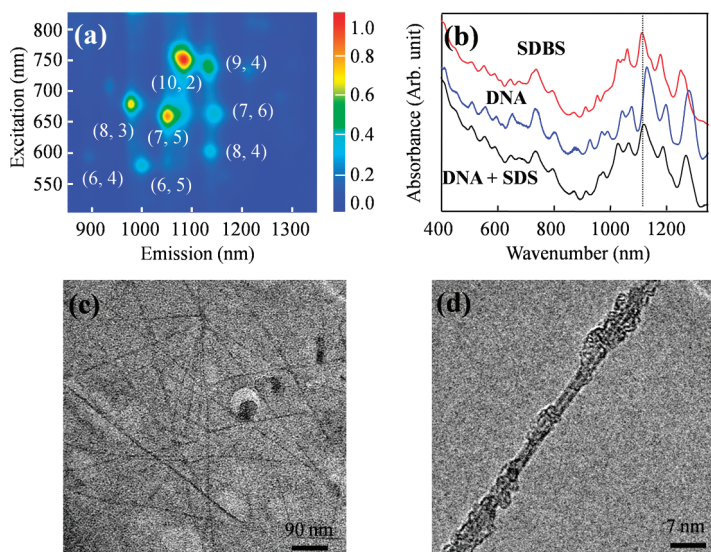 (a)
Excitation (nm)
800
750
700
650
600
550
(10, 2)
(9, 4)
(8, 3)
(7, 5)
(7, 6)
(8, 4)
(6, 4)
(6, 5)
900 1000 1100 1200 1300
Emission (nm)
1.0
0.8
0.6
0.4
0.2
0.0
(b)
Absorbance (Arb. unit)
SDBS
DNA
DNA + SDS
400 600 800 1000 1200
Wavenumber (nm)
(c)
90 nm
(d)
7 nm